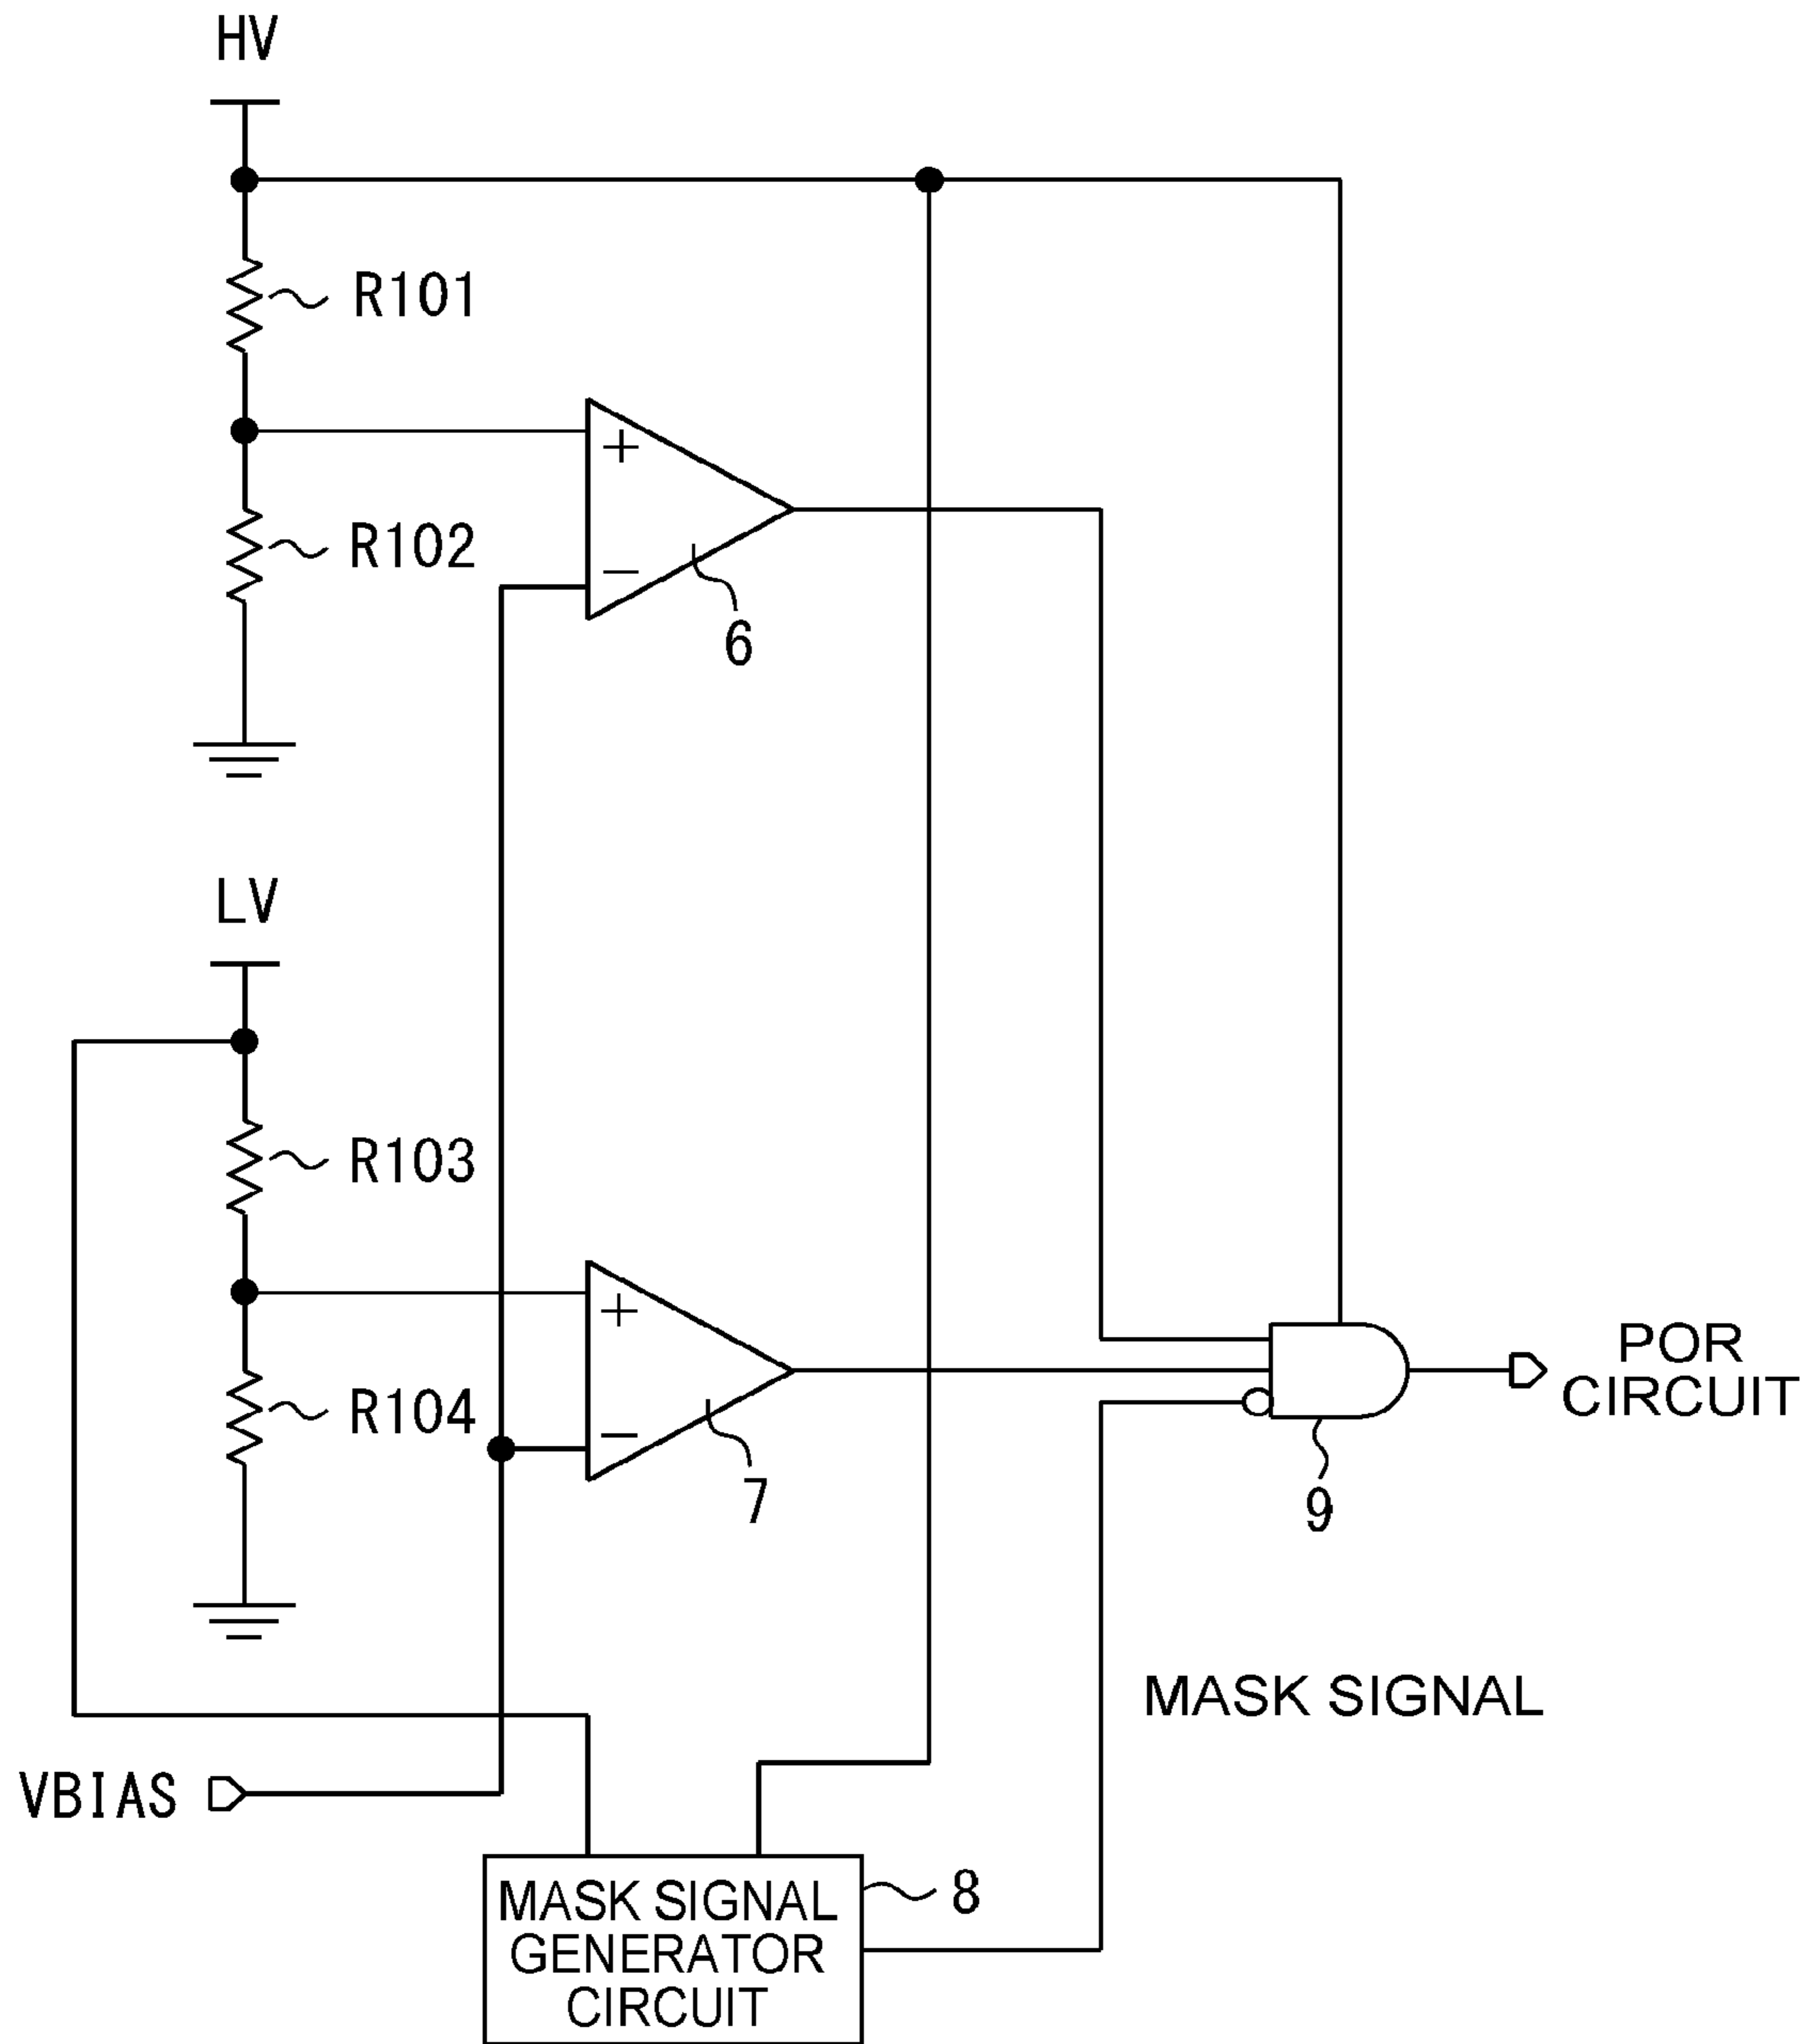 HV
R101
R102
6
LV
R103
R104
7
POR
CIRCUIT
9
MASK SIGNAL
VBIAS
MASK SIGNAL
GENERATOR
CIRCUIT
8